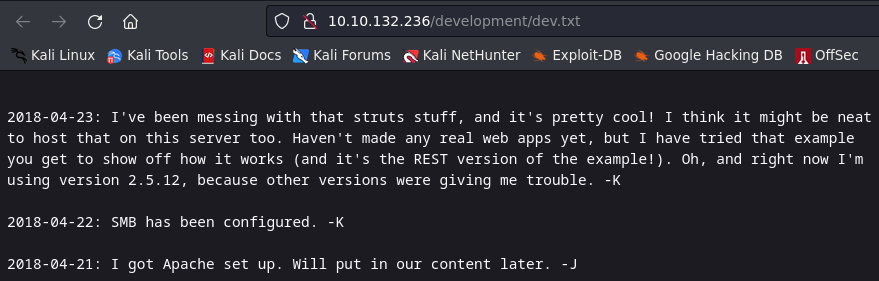 10.10.132.236/development/dev.txt
Kali Linux Kali Tools Kali Docs Kali Forums Kali NetHunter Exploit-DB Google Hacking DB OffSec
2018-04-23: I've been messing with that struts stuff, and it's pretty cool! I think it might be neat
to host that on this server too. Haven't made any real web apps yet, but I have tried that example
you get to show off how it works (and it's the REST version of the example!). Oh, and right now I'm
using version 2.5.12, because other versions were giving me trouble. -K
2018-04-22: SMB has been configured. -K
2018-04-21: I got Apache set up. Will put in our content later. -J